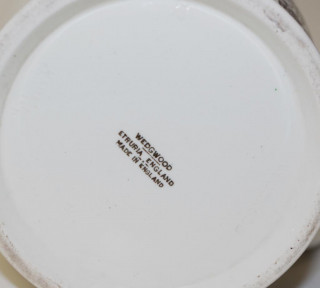 WEDGWOOD
ETRURIA, ENGLAND
MADE IN ENGLAND